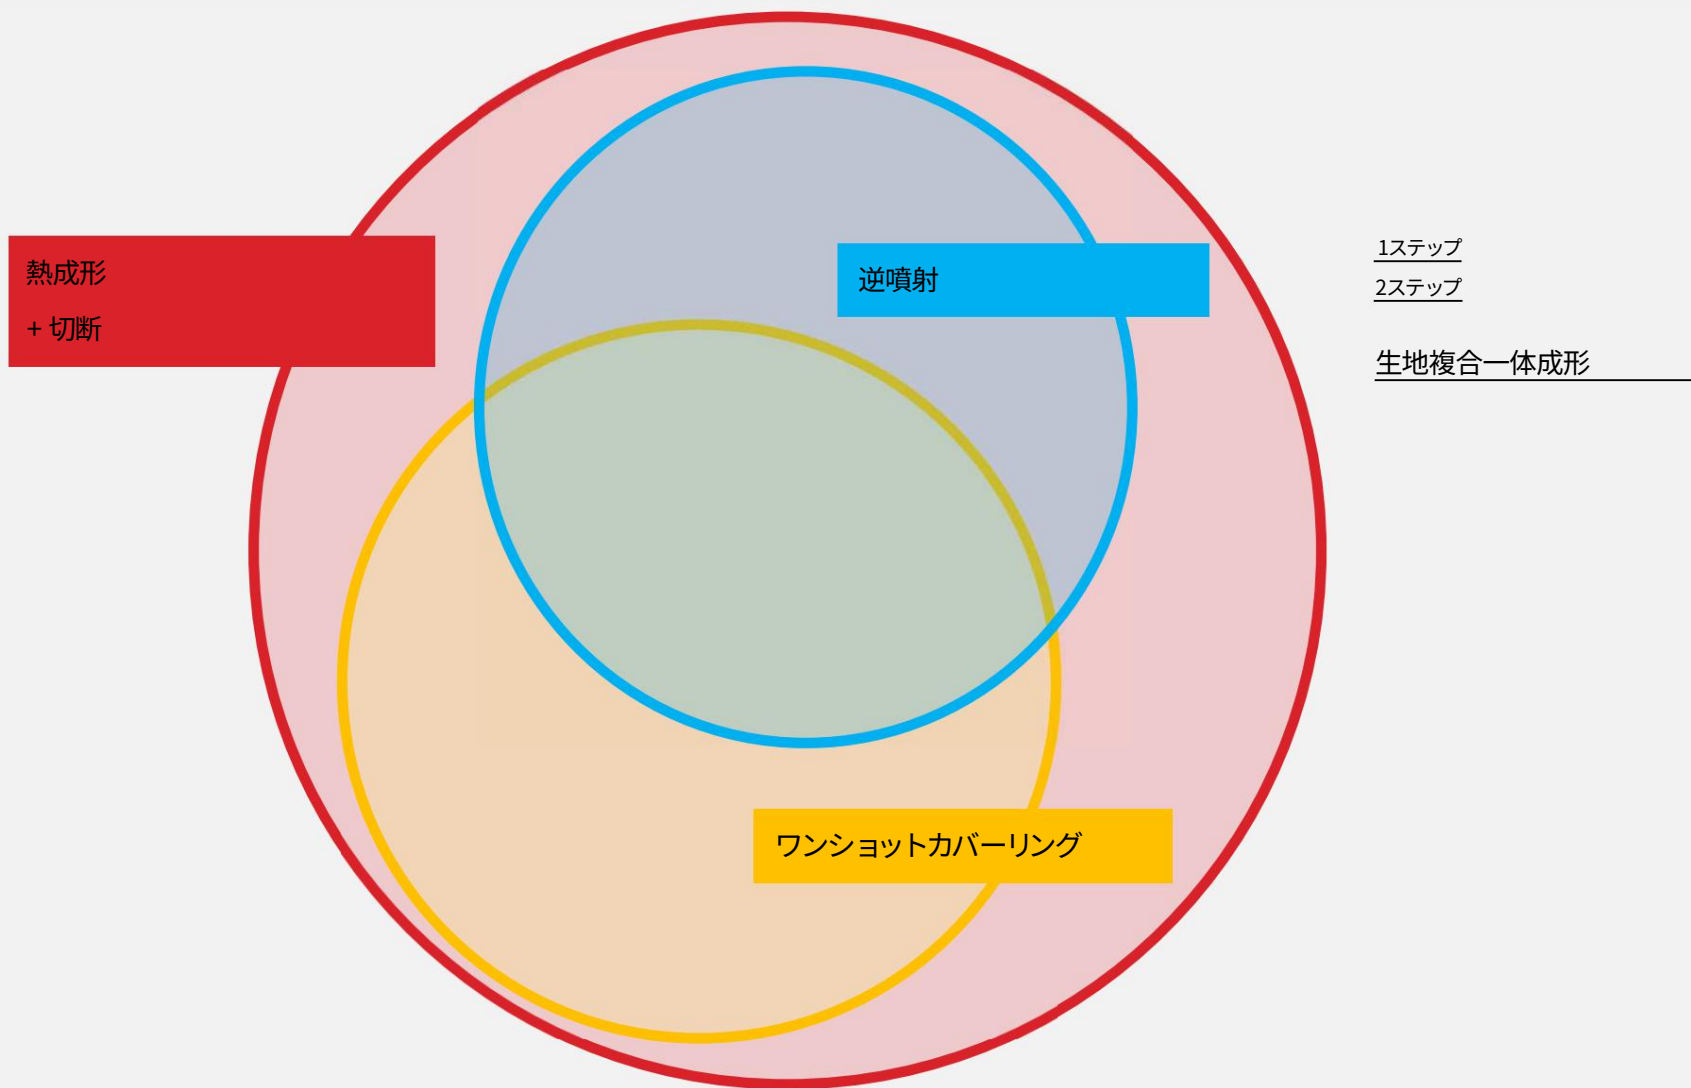 熱成形
+ 切断
逆噴射
1ステップ
2ステップ
生地複合一体成形
ワンショットカバーリング